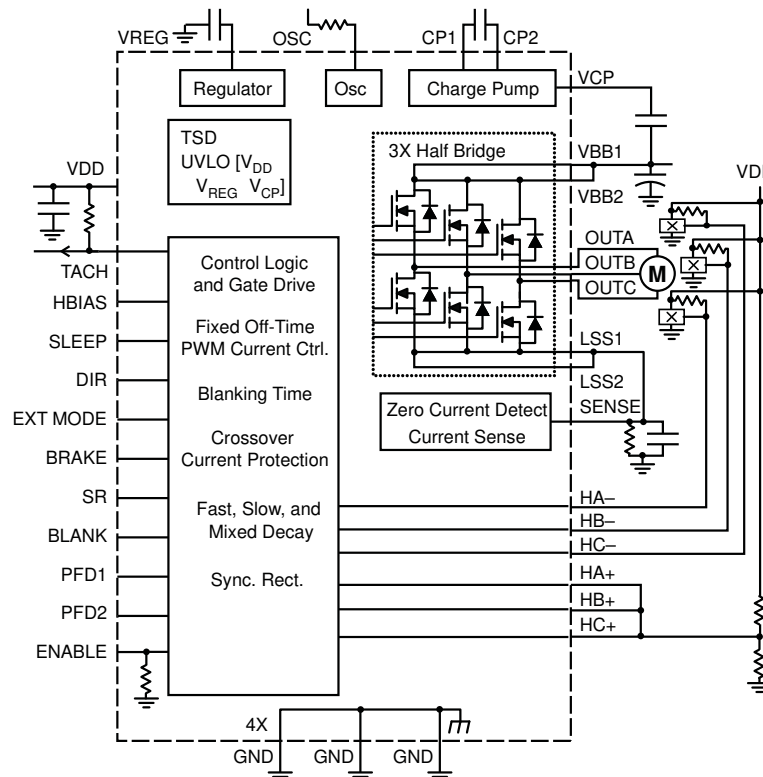 VREG
OSC
CP1
CP2
Regulator
Osc
Charge Pump
VCP
TSD
UVLO [VDD
VREG VCP]
3X Half Bridge
VBB1
VBB2
VDD
OUTA
OUTB
OUTC
M
TACH
HBIAS
SLEEP
DIR
EXT MODE
BRAKE
SR
BLANK
PFD1
PFD2
ENABLE
Control Logic
and Gate Drive
Fixed Off-Time
PWM Current Ctrl.
Blanking Time
Crossover
Current Protection
Fast, Slow, and
Mixed Decay
Sync. Rect.
LSS1
LSS2
SENSE
Zero Current Detect
Current Sense
HA–
HB–
HC–
HA+
HB+
HC+
4X
GND
GND
GND